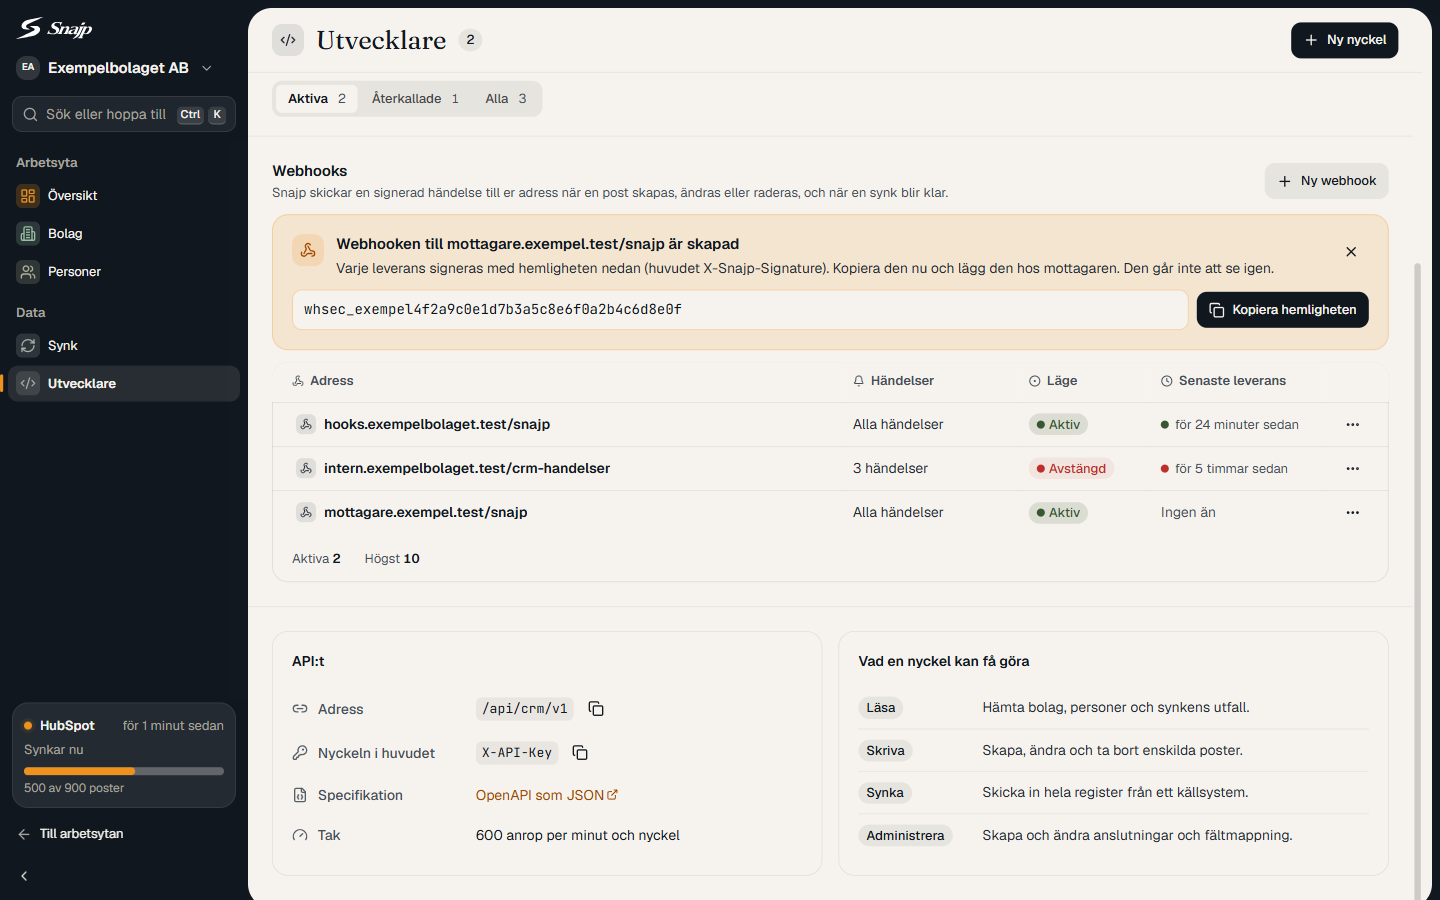 Snajp
EA Exempelbolaget AB
Sök eller hoppa till Ctrl K
Arbetsyta
Översikt
Bolag
Personer
Data
Synk
Utvecklare
HubSpot för 1 minut sedan
Synkar nu
500 av 900 poster
Till arbetsytan
Utvecklare 2
Ny nyckel
Aktiva 2 Återkallade 1 Alla 3
Webhooks
Snajp skickar en signerad händelse till er adress när en post skapas, ändras eller raderas, och när en synk blir klar.
Ny webhook
Webhooken till mottagare.exempel.test/snajp är skapad
Varje leverans signeras med hemligheten nedan (huvudet X-Snajp-Signature). Kopiera den nu och lägg den hos mottagaren. Den går inte att se igen.
whsec_exempel4f2a9c0e1d7b3a5c8e6f0a2b4c6d8e0f
Kopiera hemligheten
Adress Händelser Läge Senaste leverans
hooks.exempelbolaget.test/snajp Alla händelser Aktiv för 24 minuter sedan
intern.exempelbolaget.test/crm-handelser 3 händelser Avstängd för 5 timmar sedan
mottagare.exempel.test/snajp Alla händelser Aktiv Ingen än
Aktiva 2 Högst 10
API:t
Adress /api/crm/v1
Nyckeln i huvudet X-API-Key
Specifikation OpenAPI som JSON
Tak 600 anrop per minut och nyckel
Vad en nyckel kan få göra
Läsa Hämta bolag, personer och synkens utfall.
Skriva Skapa, ändra och ta bort enskilda poster.
Synka Skicka in hela register från ett källsystem.
Administrera Skapa och ändra anslutningar och fältmappning.